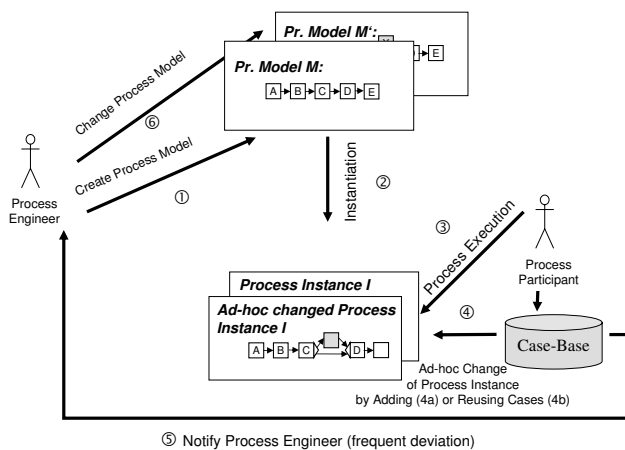 Pr. Model M‘:
E
Pr. Model M:
A B C D E
Change Process Model
⑥
Create Process Model
①
Process
Engineer
Instantiation
②
③
Process Execution
Process
Participant
Process Instance I
Ad-hoc changed Process
Instance I
A B C D
④
Case-Base
Ad-hoc Change
of Process Instance
by Adding (4a) or Reusing Cases (4b)
⑤ Notify Process Engineer (frequent deviation)